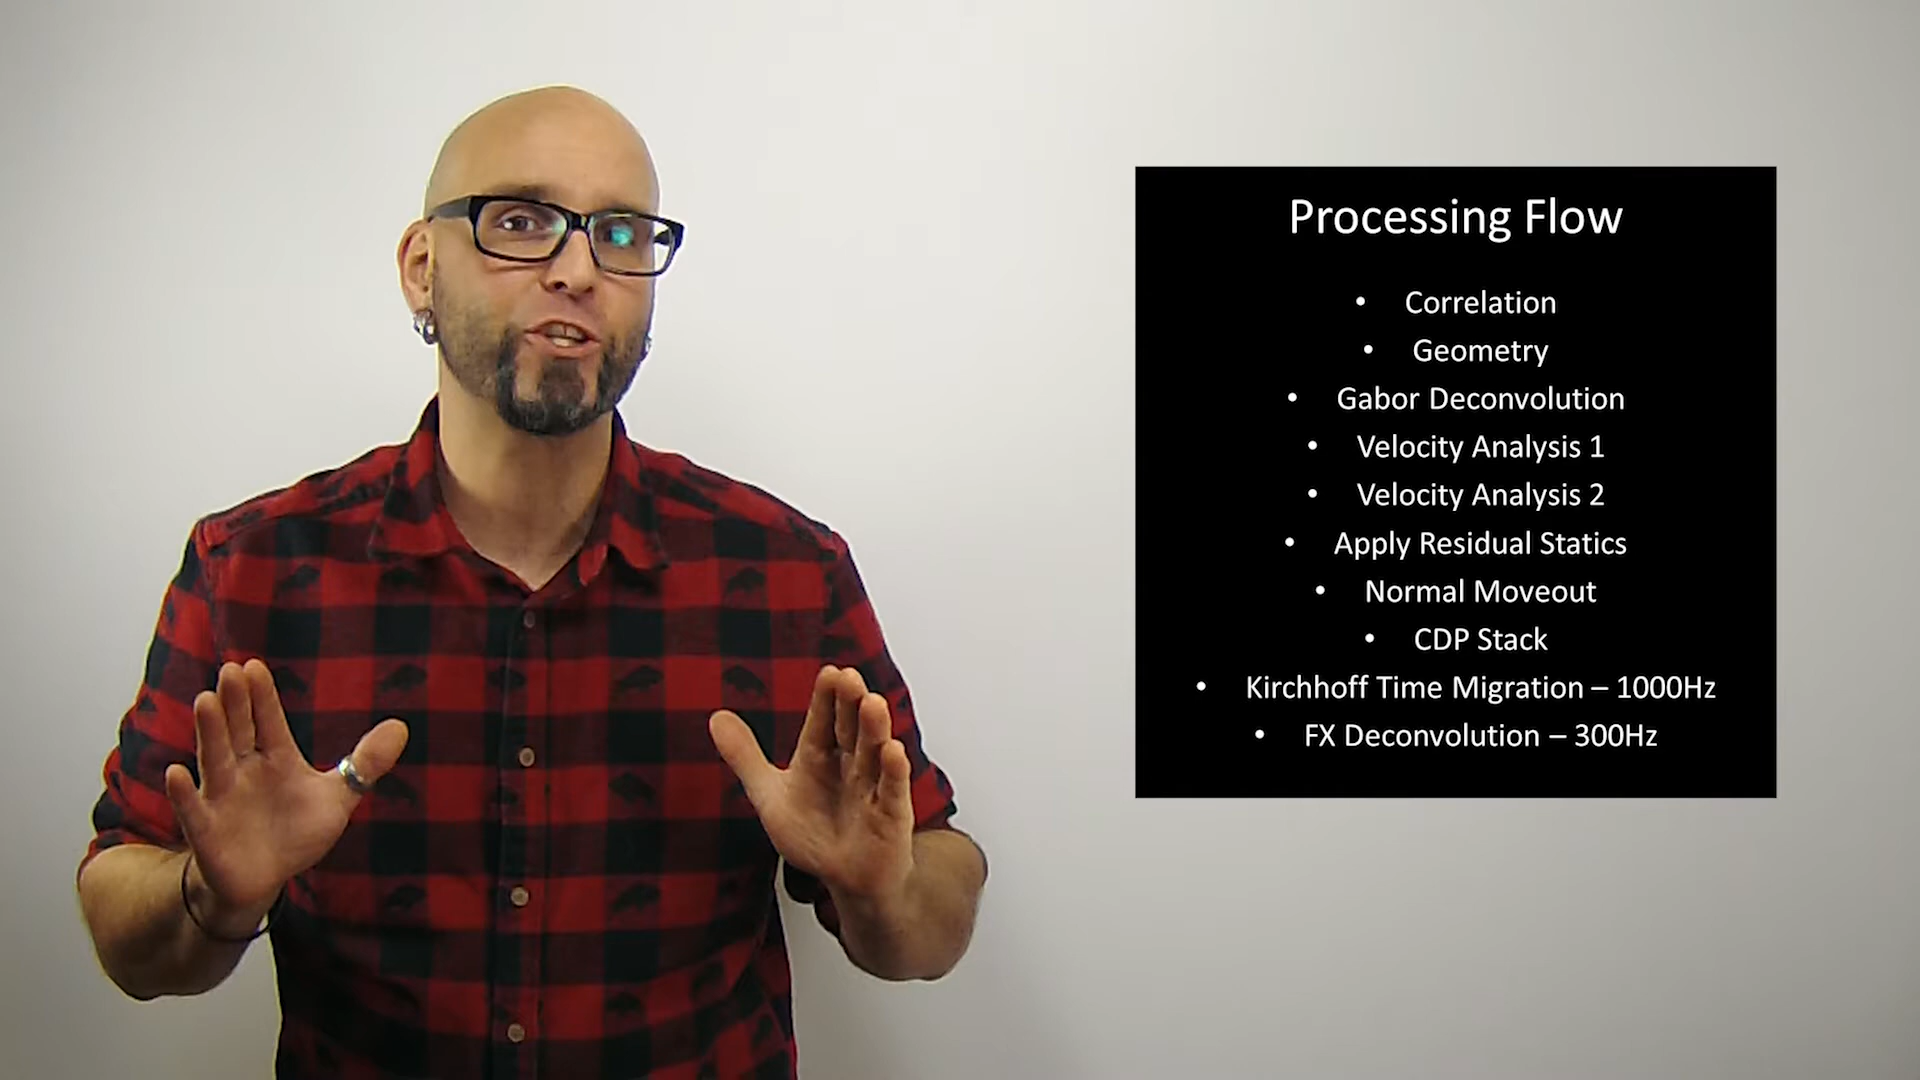 Processing Flow
• Correlation
• Geometry
• Gabor Deconvolution
• Velocity Analysis 1
• Velocity Analysis 2
• Apply Residual Statics
• Normal Moveout
• CDP Stack
• Kirchhoff Time Migration – 1000Hz
• FX Deconvolution – 300Hz